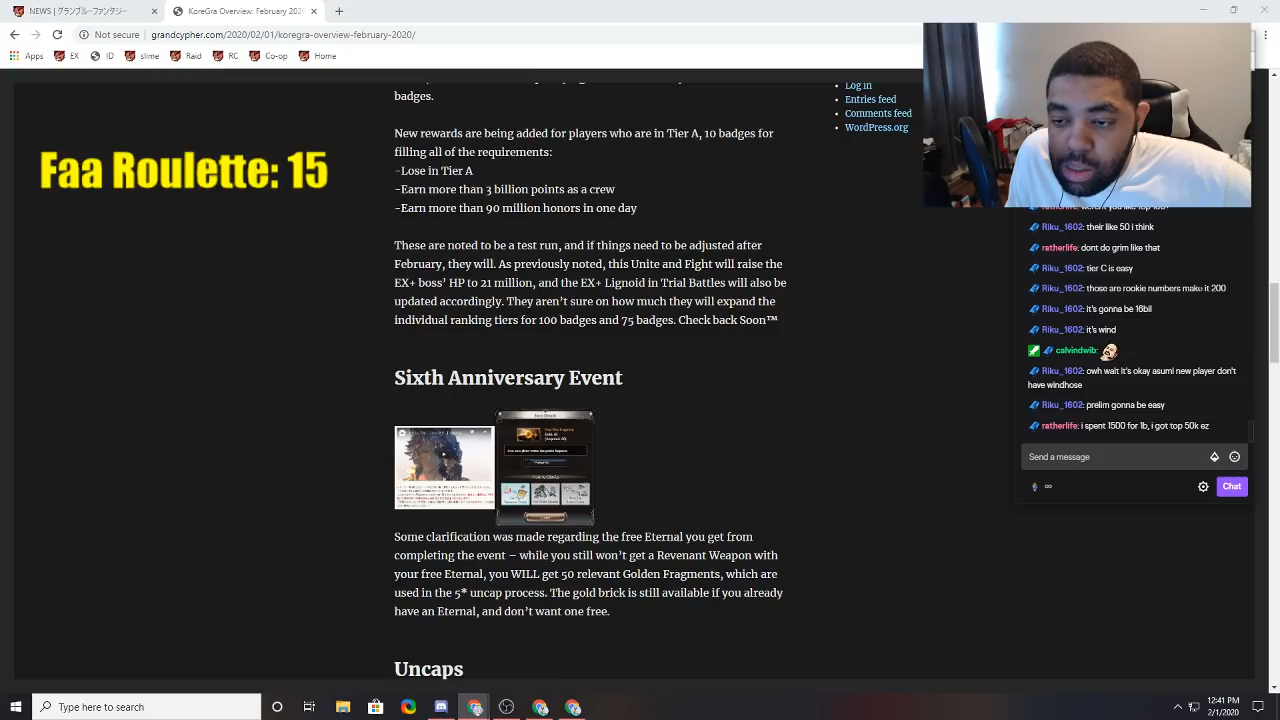 NEWS | グランブルーファンタジー
KoreGra Overview: February 202
Not secure
grandcypher.com/2020/02/01/koregra-overview-february-2020/
Apps
EX
ID
slime
Raid
RC
Co-op
Home
Faa Roulette: 15
badges.
New rewards are being added for players who are in Tier A, 10 badges for
filling all of the requirements:
-Lose in Tier A
-Earn more than 3 billion points as a crew
-Earn more than 90 million honors in one day
These are noted to be a test run, and if things need to be adjusted after
February, they will. As previously noted, this Unite and Fight will raise the
EX+ boss' HP to 21 million, and the EX+ Lignoid in Trial Battles will also be
updated accordingly. They aren't sure on how much they will expand the
individual ranking tiers for 100 badges and 75 badges. Check back Soon™
Sixth Anniversary Event
Some clarification was made regarding the free Eternal you get from
completing the event – while you still won't get a Revenant Weapon with
your free Eternal, you WILL get 50 relevant Golden Fragments, which are
used in the 5* uncap process. The gold brick is still available if you already
have an Eternal, and don't want one free.
Uncaps
Log in
Entries feed
Comments feed
WordPress.org
Riku_1602: their like 50 i think
ratherlife: dont do grim like that
Riku_1602: tier C is easy
Riku_1602: those are rookie numbers make it 200
Riku_1602: it's gonna be 16bil
Riku_1602: it's wind
calvindwib:
Riku_1602: owh wait it's okay asumi new player don't
have windhose
Riku_1602: prelim gonna be easy
ratherlife: i spent 1500 for 1b, i got top 50k ez
Send a message
Chat
Type here to search
12:41 PM
2/1/2020